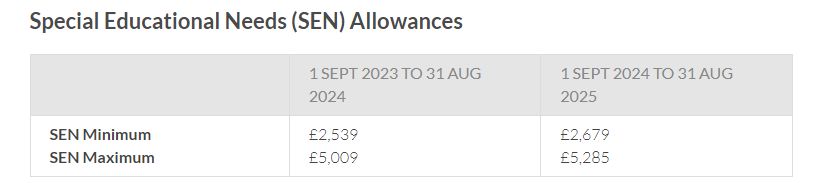 Special Educational Needs (SEN) Allowances
1 SEPT 2023 TO 31 AUG 2024
1 SEPT 2024 TO 31 AUG 2025
SEN Minimum £2,539 £2,679
SEN Maximum £5,009 £5,285